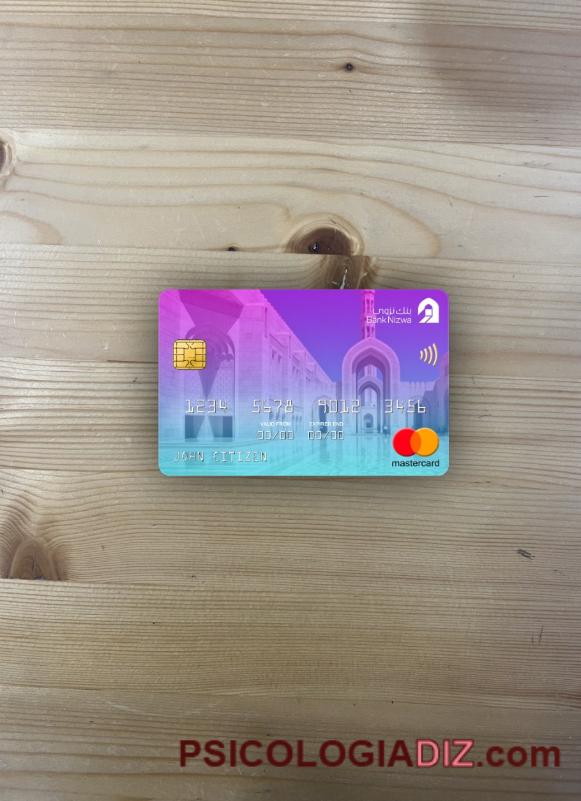 بنك نزوى
Bank Nizwa
1234 5678 9012 3456
VALID FROM EXPIRED END
00/00 00/00
JOHN CITIZEN
mastercard
PSICOLOGIADIZ.com